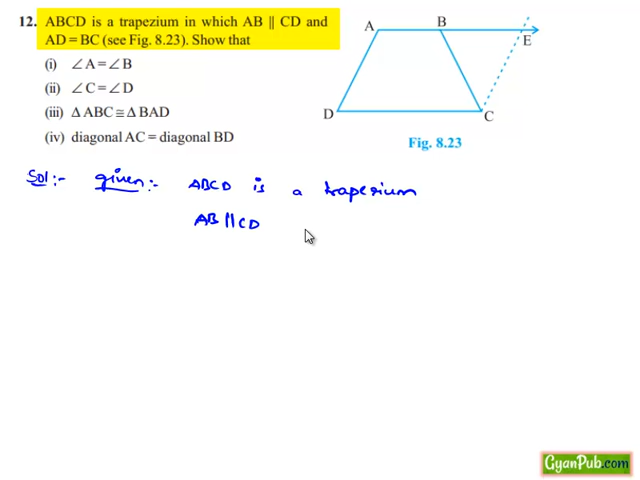 12. ABCD is a trapezium in which AB || CD and
AD = BC (see Fig. 8.23). Show that
(i) ∠A = ∠B
(ii) ∠C = ∠D
(iii) Δ ABC ≅ Δ BAD
(iv) diagonal AC = diagonal BD
A
B
E
D
C
Fig. 8.23
Sol:- given:- ABCD is a trapezium
AB || CD
GyanPub.com